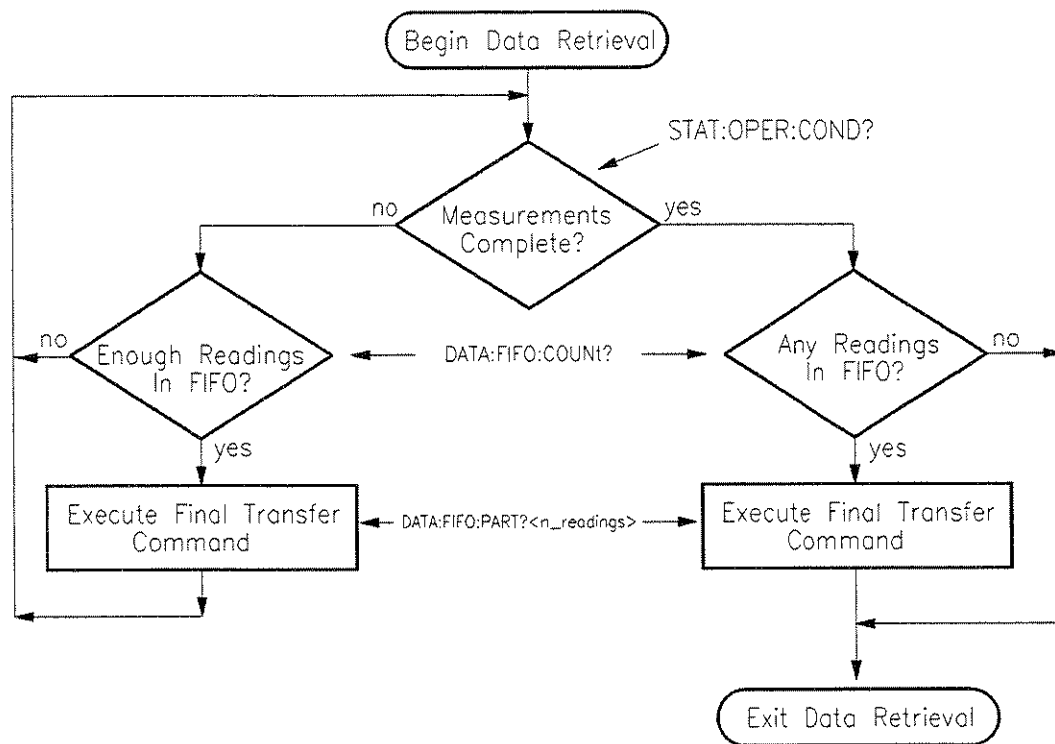 Begin Data Retrieval
STAT:OPER:COND?
no
Measurements
Complete?
yes
no
Enough Readings
In FIFO?
DATA:FIFO:COUNt?
Any Readings
In FIFO?
no
yes
yes
Execute Final Transfer
Command
DATA:FIFO:PART?<n_readings>
Execute Final Transfer
Command
Exit Data Retrieval